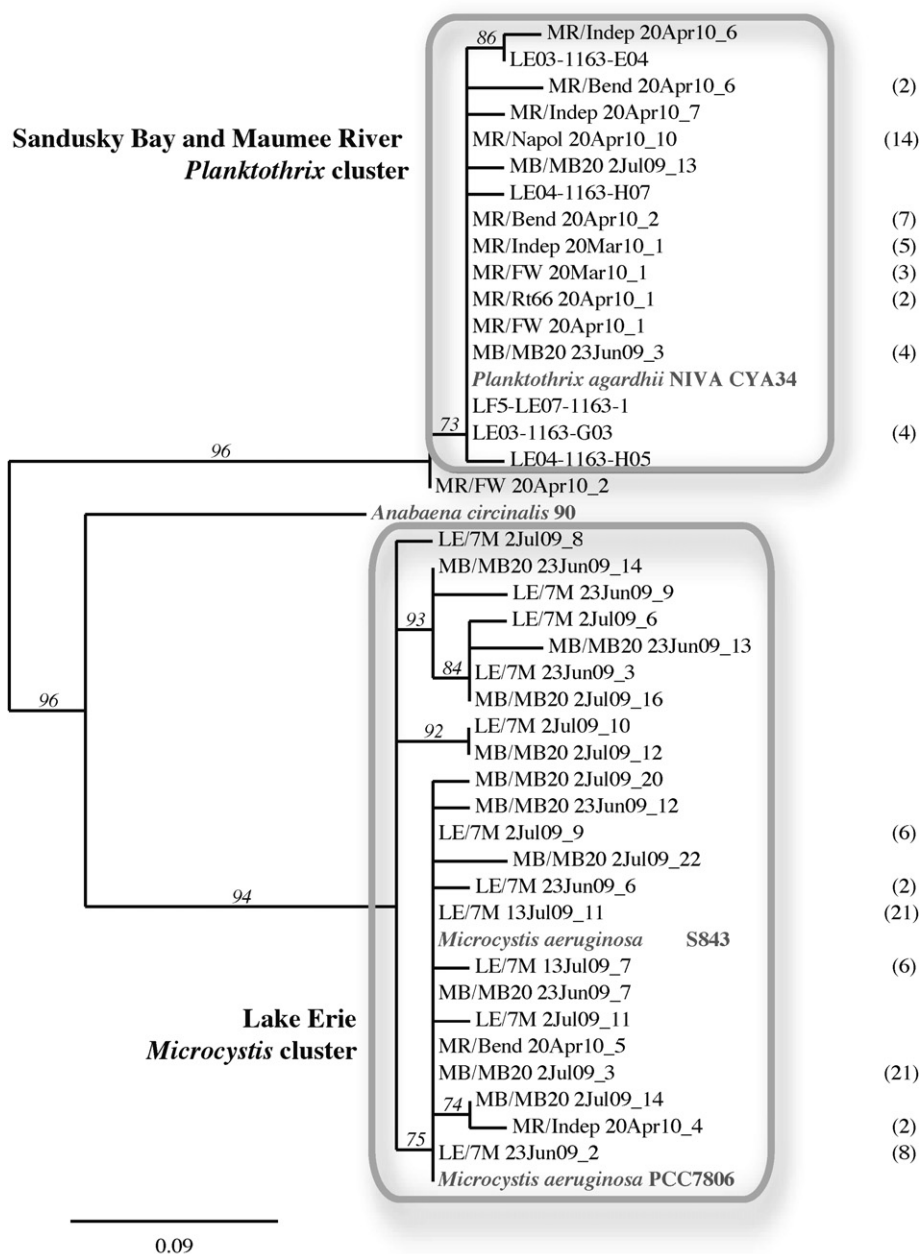 86
MR/Indep 20Apr10_6
LE03-1163-E04
MR/Bend 20Apr10_6 (2)
MR/Indep 20Apr10_7
Sandusky Bay and Maumee River
Planktothrix cluster
MR/Napol 20Apr10_10 (14)
MB/MB20 2Jul09_13
LE04-1163-H07
MR/Bend 20Apr10_2 (7)
MR/Indep 20Mar10_1 (5)
MR/FW 20Mar10_1 (3)
MR/Rt66 20Apr10_1 (2)
MR/FW 20Apr10_1
MB/MB20 23Jun09_3 (4)
Planktothrix agardhii NIVA CYA34
LF5-LE07-1163-1
73
LE03-1163-G03 (4)
96
LE04-1163-H05
MR/FW 20Apr10_2
Anabaena circinalis 90
LE/7M 2Jul09_8
MB/MB20 23Jun09_14
LE/7M 23Jun09_9
93
LE/7M 2Jul09_6
MB/MB20 23Jun09_13
84
LE/7M 23Jun09_3
MB/MB20 2Jul09_16
96
92
LE/7M 2Jul09_10
MB/MB20 2Jul09_12
MB/MB20 2Jul09_20
MB/MB20 23Jun09_12
LE/7M 2Jul09_9 (6)
MB/MB20 2Jul09_22
LE/7M 23Jun09_6 (2)
94
LE/7M 13Jul09_11 (21)
Microcystis aeruginosa S843
LE/7M 13Jul09_7 (6)
MB/MB20 23Jun09_7
Lake Erie
Microcystis cluster
LE/7M 2Jul09_11
MR/Bend 20Apr10_5
MB/MB20 2Jul09_3 (21)
MB/MB20 2Jul09_14
74
MR/Indep 20Apr10_4 (2)
75
LE/7M 23Jun09_2 (8)
Microcystis aeruginosa PCC7806
0.09